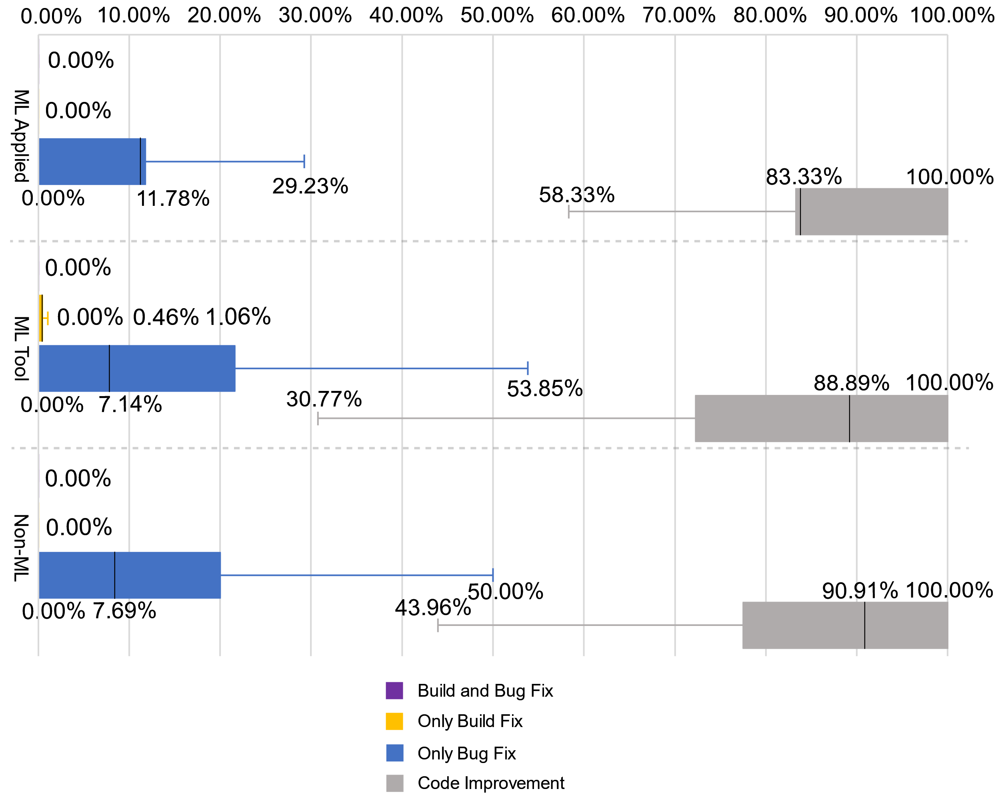 0.00% 10.00% 20.00% 30.00% 40.00% 50.00% 60.00% 70.00% 80.00% 90.00% 100.00%
ML Applied
0.00%
0.00%
0.00% 11.78% 29.23%
58.33% 83.33% 100.00%
ML Tool
0.00%
0.00% 0.46% 1.06%
0.00% 7.14% 53.85%
30.77% 88.89% 100.00%
Non-ML
0.00%
0.00%
0.00% 7.69% 50.00%
43.96% 90.91% 100.00%
Build and Bug Fix
Only Build Fix
Only Bug Fix
Code Improvement